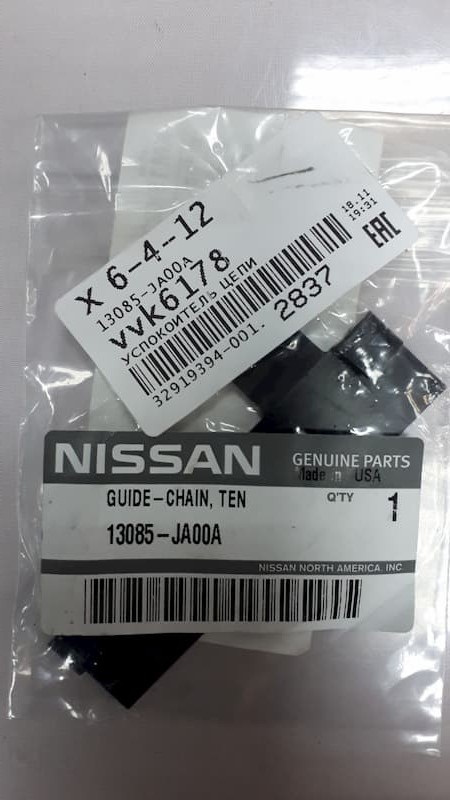 X 6-4--12
13085-JA00A
vvk6178
УСПОКОИТЕЛЬ ЦЕПИ
32919394-001. 2837
18.11
19:31
EAC
NISSAN
GENUINE PARTS
Made in USA
GUIDE-CHAIN, TEN
Q'TY
1
13085-JA00A
NISSAN NORTH AMERICA, INC